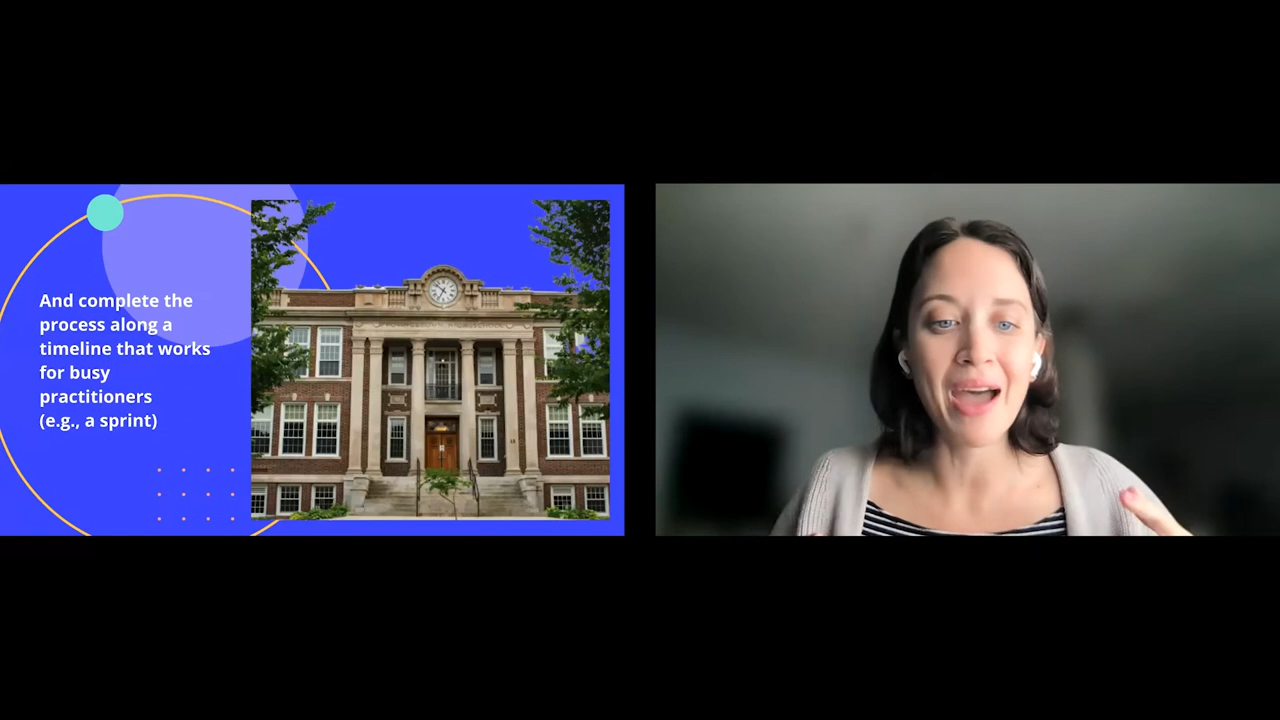 And complete the
process along a
timeline that works
for busy
practitioners
(e.g., a sprint)